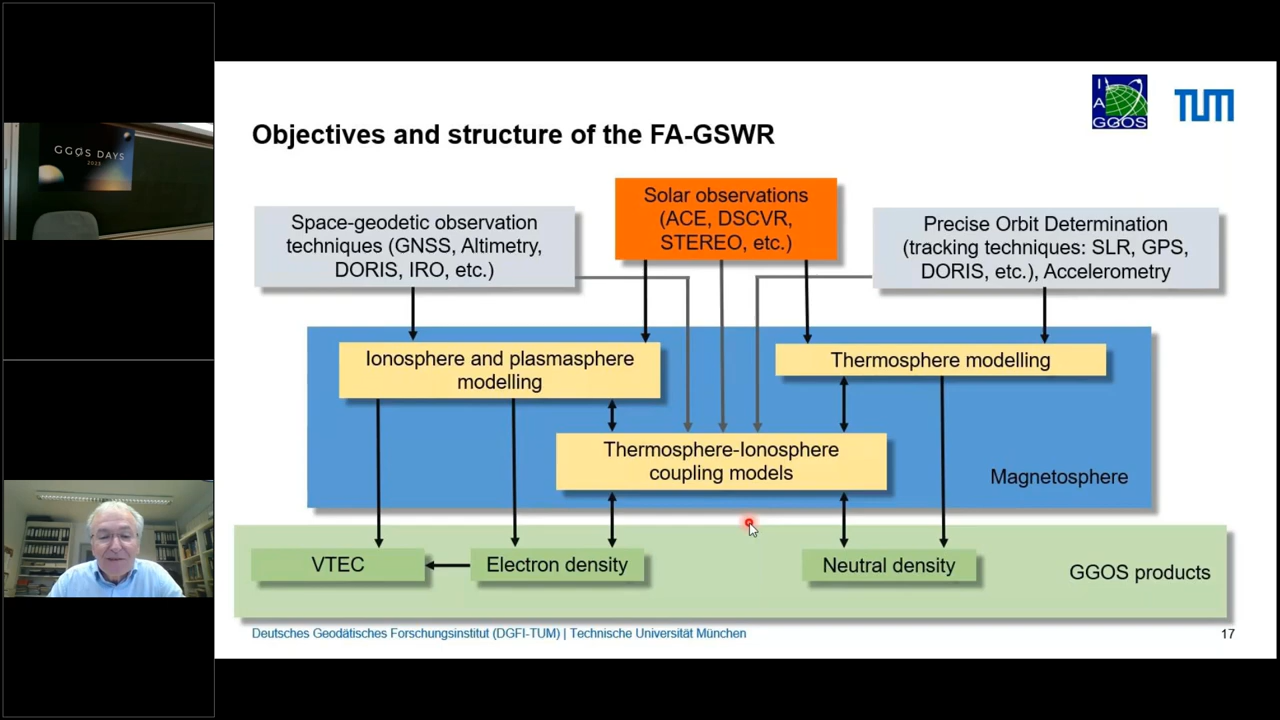 GGOS DAYS
2023
I
A
G
GGOS
TUM
Objectives and structure of the FA-GSWR
Space-geodetic observation
techniques (GNSS, Altimetry,
DORIS, IRO, etc.)
Solar observations
(ACE, DSCVR,
STEREO, etc.)
Precise Orbit Determination
(tracking techniques: SLR, GPS,
DORIS, etc.), Accelerometry
Ionosphere and plasmasphere
modelling
Thermosphere modelling
Thermosphere-Ionosphere
coupling models
Magnetosphere
VTEC
Electron density
Neutral density
GGOS products
Deutsches Geodätisches Forschungsinstitut (DGFI-TUM) | Technische Universität München
17